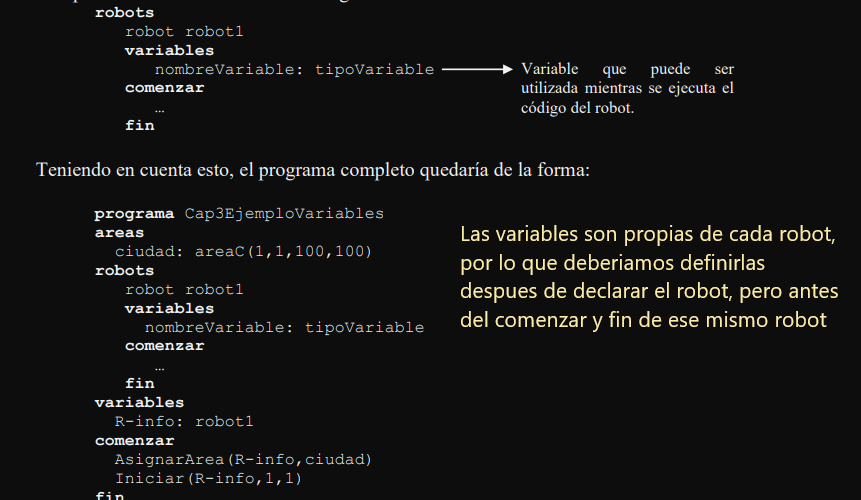 robots
robot robot1
variables
nombreVariable: tipoVariable
Variable que puede ser
utilizada mientras se ejecuta el
código del robot.
comenzar
…
fin
Teniendo en cuenta esto, el programa completo quedaría de la forma:
programa Cap3EjemploVariables
areas
ciudad: areaC(1,1,100,100)
robots
robot robot1
variables
nombreVariable: tipoVariable
comenzar
…
fin
variables
R-info: robot1
comenzar
AsignarArea(R-info,ciudad)
Iniciar(R-info,1,1)
fin
Las variables son propias de cada robot,
por lo que deberiamos definirlas
despues de declarar el robot, pero antes
del comenzar y fin de ese mismo robot